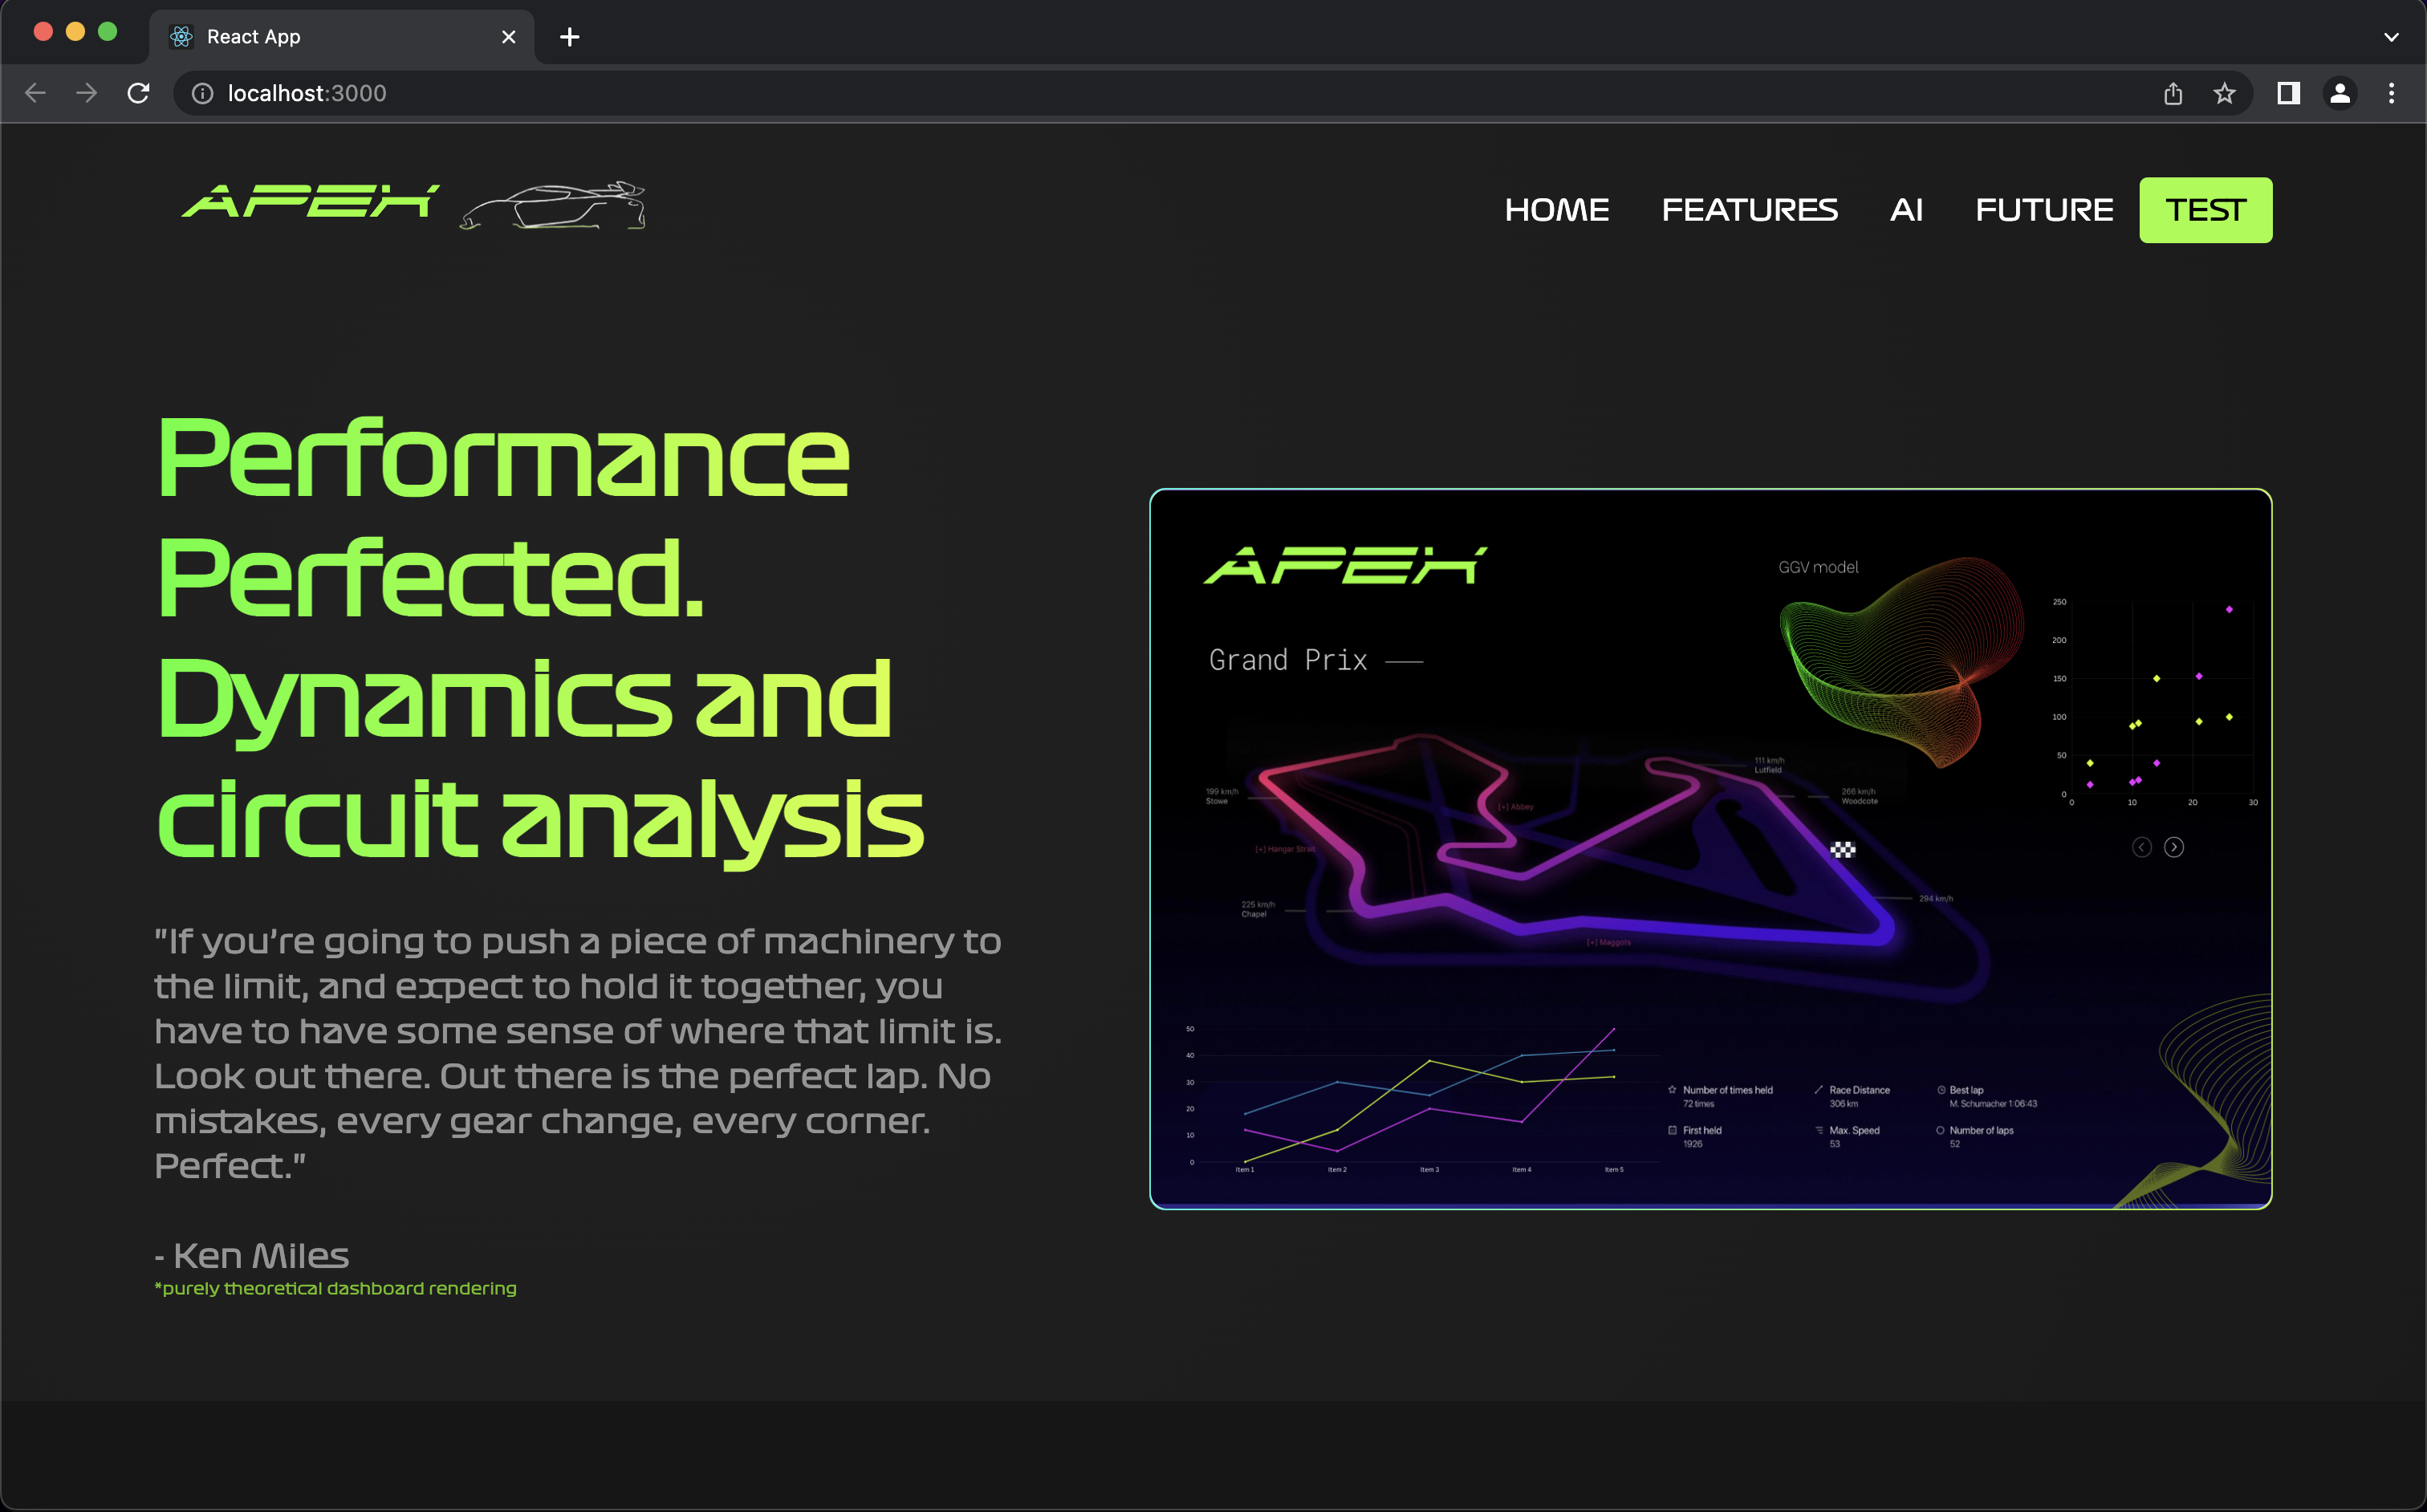 React App
localhost:3000
APEX
HOME FEATURES AI FUTURE TEST
Performance
Perfected.
Dynamics and
circuit analysis
"If you're going to push a piece of machinery to
the limit, and expect to hold it together, you
have to have some sense of where that limit is.
Look out there. Out there is the perfect lap. No
mistakes, every gear change, every corner.
Perfect."
- Ken Miles
*purely theoretical dashboard rendering
APEX
GGV model
Grand Prix
250
200
150
100
50
0
0 10 20 30
111 km/h
Lutfield
199 km/h
Stowe
266 km/h
Woodcote
[+] Abbey
[+] Hangar Strait
225 km/h
Chapel
294 km/h
[+] Maggots
50
40
30
20
10
0
Item 1 Item 2 Item 3 Item 4 Item 5
Number of times held
72 times
Race Distance
306 km
Best lap
M. Schumacher 1:06:43
First held
1926
Max. Speed
53
Number of laps
52